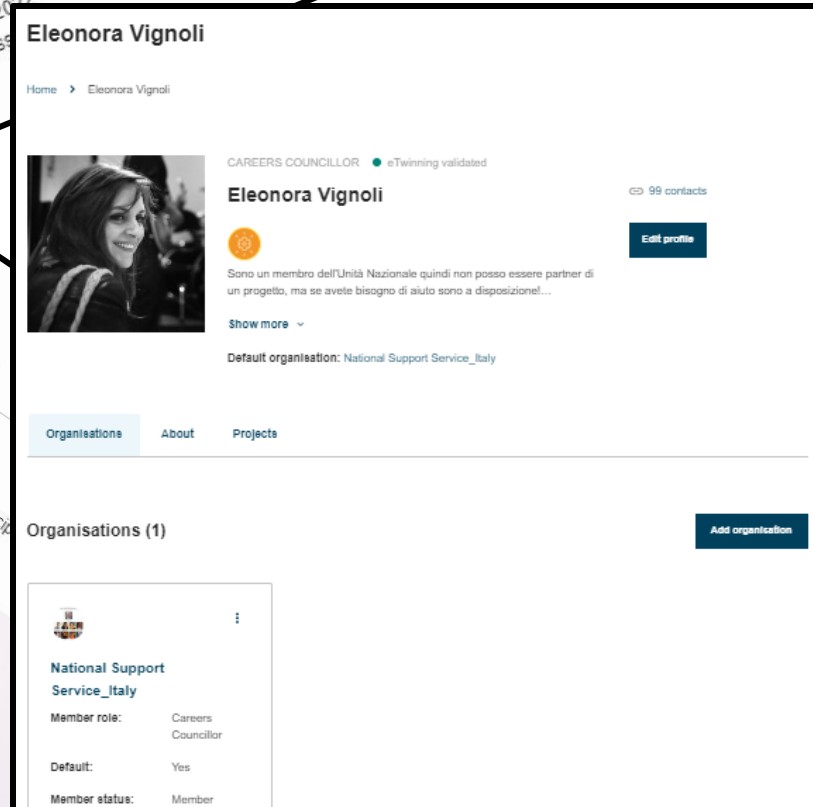 Eleonora Vignoli
Home > Eleonora Vignoli
CAREERS COUNCILLOR ● eTwinning validated
Eleonora Vignoli
99 contacts
Edit profile
Sono un membro dell'Unità Nazionale quindi non posso essere partner di
un progetto, ma se avete bisogno di aiuto sono a disposizione!...
Show more
Default organisation: National Support Service_Italy
Organisations About Projects
Organisations (1)
Add organisation
National Support
Service_Italy
Member role: Careers
Councillor
Default: Yes
Member status: Member